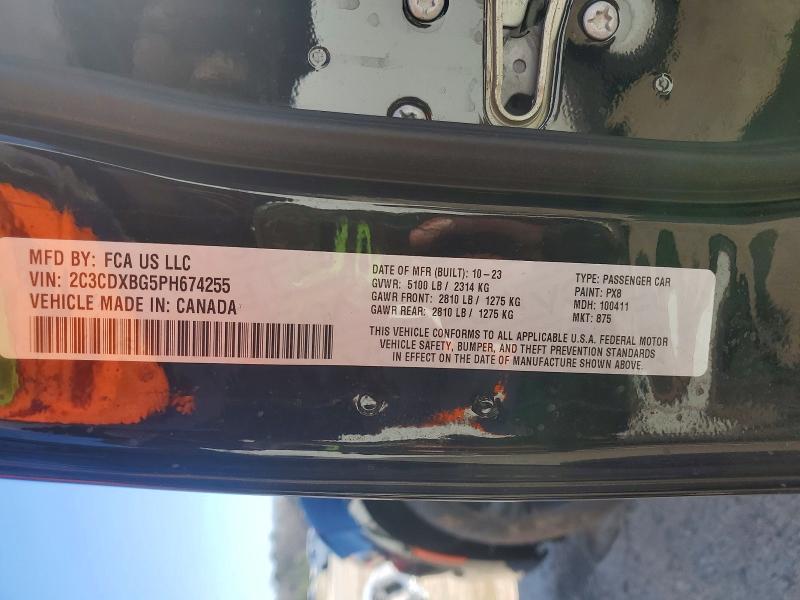 MFD BY: FCA US LLC
VIN: 2C3CDXBG5PH674255
VEHICLE MADE IN: CANADA
DATE OF MFR (BUILT): 10-23
GVWR: 5100 LB / 2314 KG
GAWR FRONT: 2810 LB / 1275 KG
GAWR REAR: 2810 LB / 1275 KG
TYPE: PASSENGER CAR
PAINT: PX8
MDH: 100411
MKT: 875
THIS VEHICLE CONFORMS TO ALL APPLICABLE U.S.A. FEDERAL MOTOR
VEHICLE SAFETY, BUMPER, AND THEFT PREVENTION STANDARDS
IN EFFECT ON THE DATE OF MANUFACTURE SHOWN ABOVE.